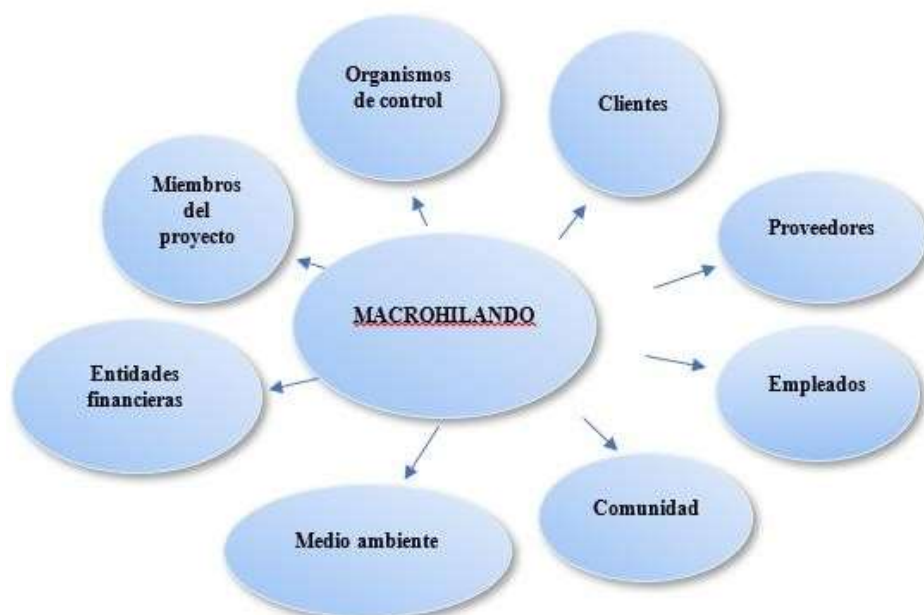 Organismos
de control
Clientes
Miembros
del
proyecto
Proveedores
MACROHILANDO
Entidades
financieras
Empleados
Comunidad
Medio ambiente